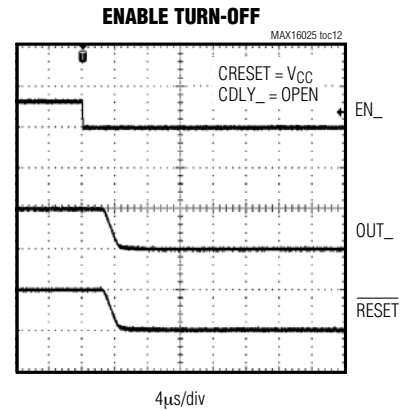 ENABLE TURN-OFF
MAX16025 toc12
CRESET = VCC
CDLY_ = OPEN
EN_
OUT_
RESET
4µs/div